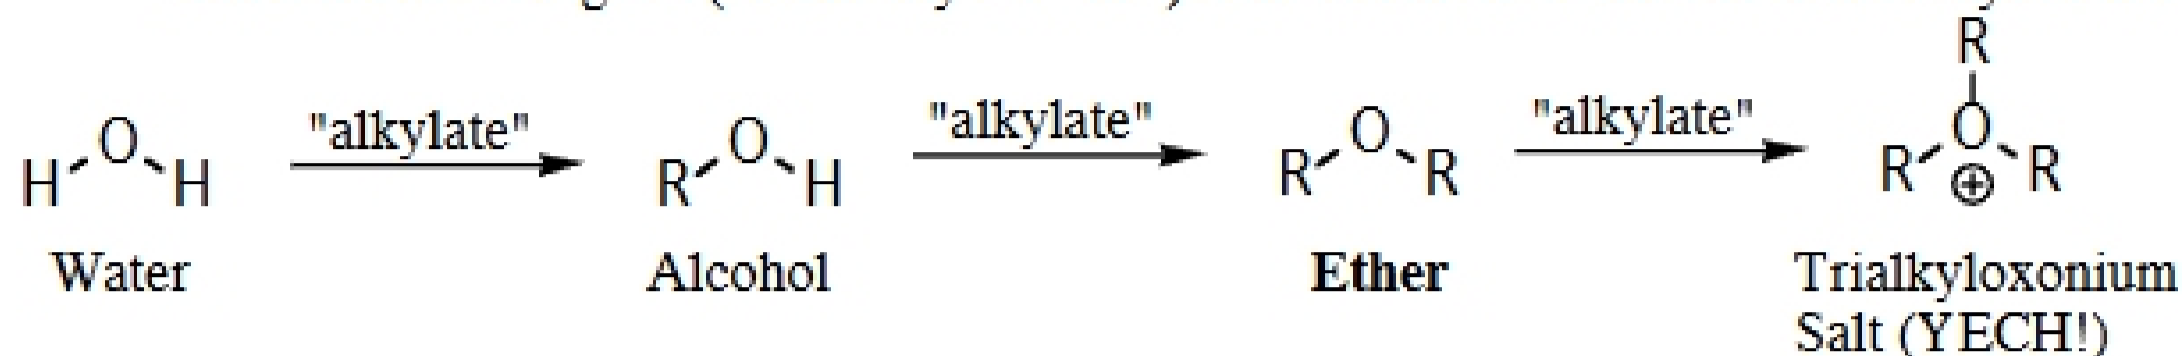 "alkylate" "alkylate" "alkylate"
R
H O H R O H R O R R O R
⊕
Water Alcohol Ether Trialkyloxonium
Salt (YECH!)